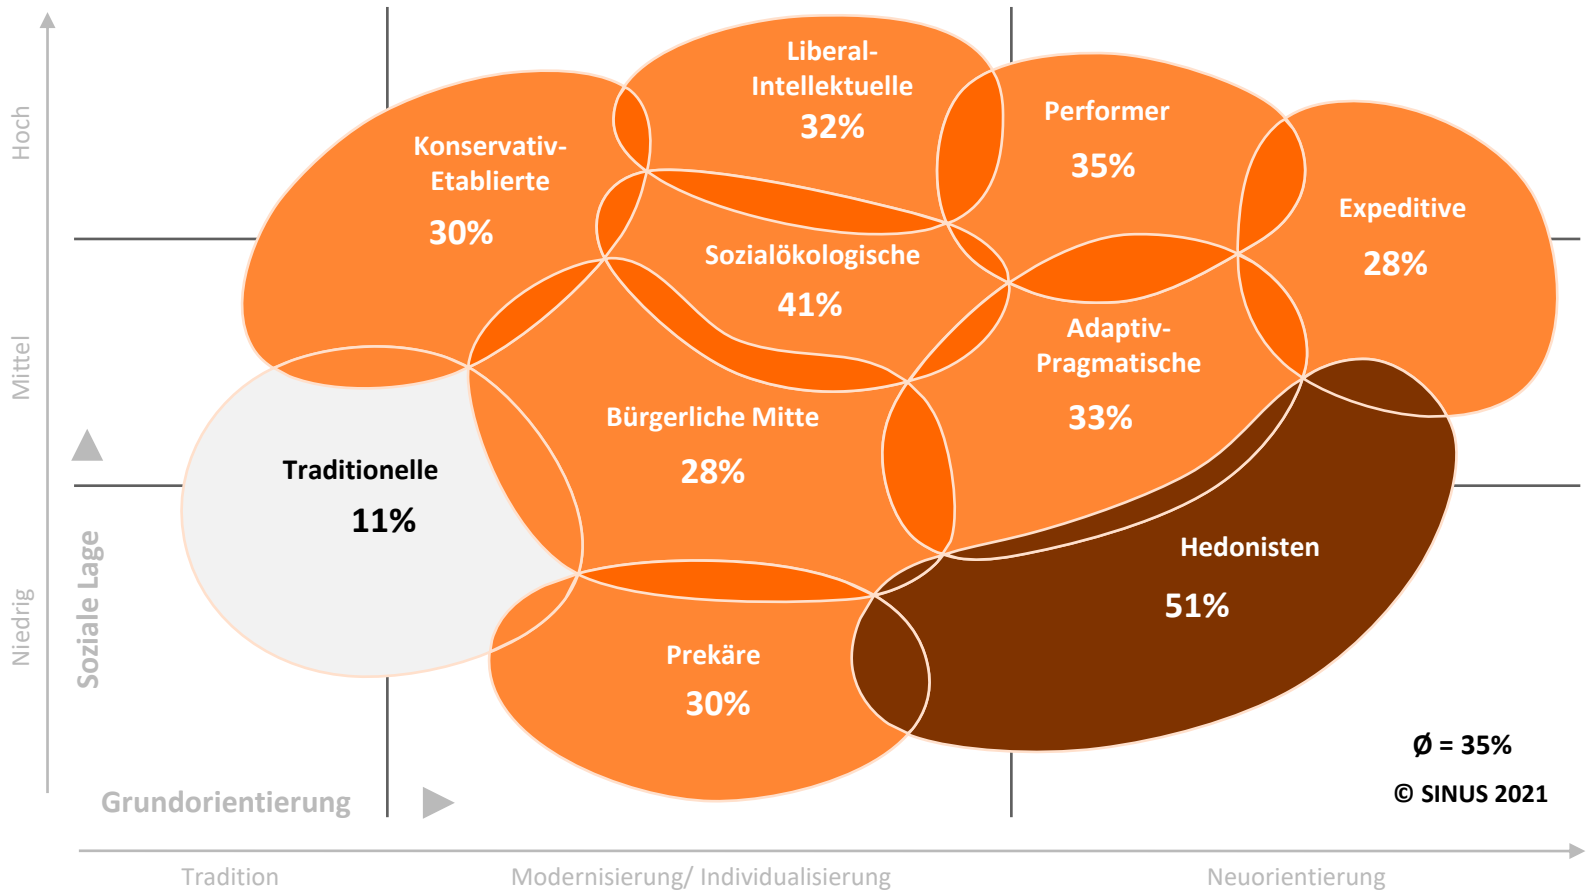 Hoch
Mittel
Niedrig
Soziale Lage
Liberal-
Intellektuelle
32%
Performer
35%
Konservativ-
Etablierte
30%
Expeditive
28%
Sozialökologische
41%
Adaptiv-
Pragmatische
33%
Bürgerliche Mitte
28%
Traditionelle
11%
Hedonisten
51%
Prekäre
30%
Ø = 35%
© SINUS 2021
Grundorientierung
Tradition
Modernisierung/ Individualisierung
Neuorientierung